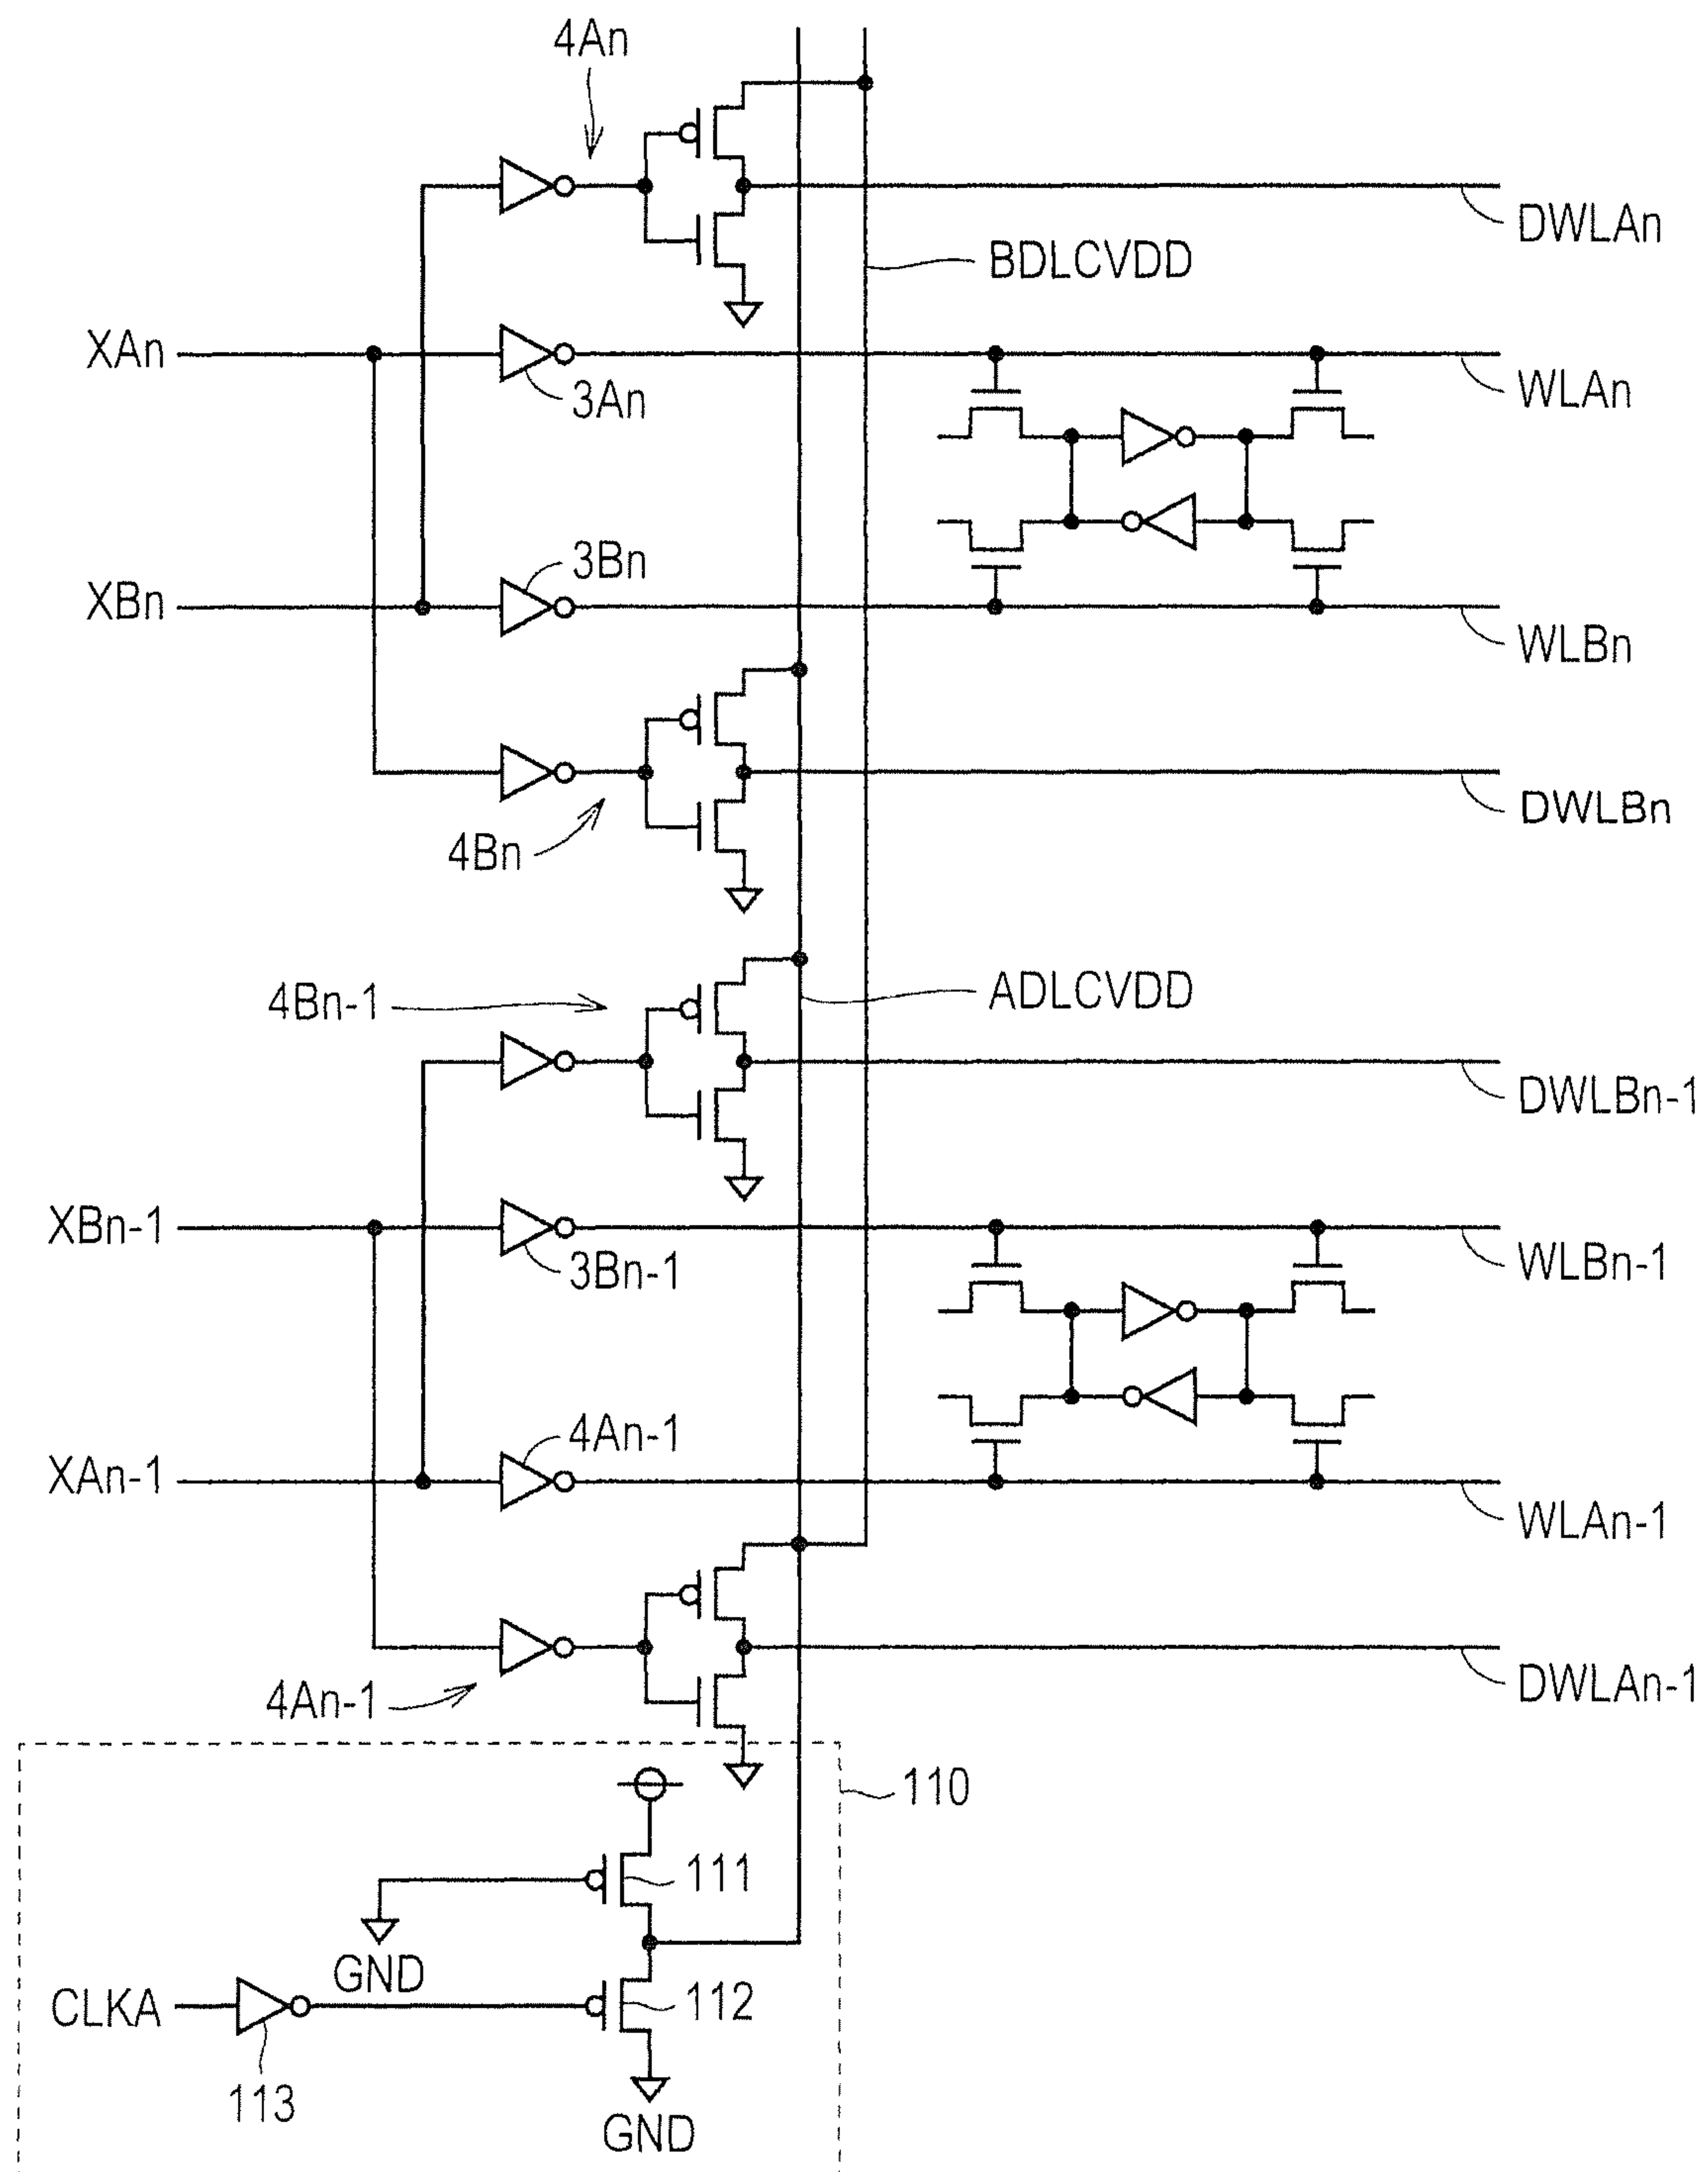 4An
DWLAn
BDLCVDD
XAn
3An
WLAn
3Bn
XBn
WLBn
DWLBn
4Bn
4Bn-1
ADLCVDD
DWLBn-1
XBn-1
3Bn-1
WLBn-1
4An-1
XAn-1
WLAn-1
4An-1
DWLAn-1
110
111
GND
CLKA
112
113
GND